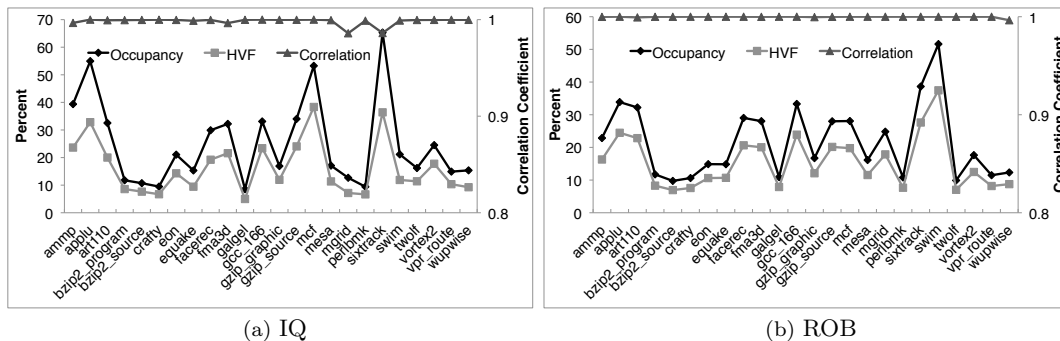 70
60
50
40
30
20
10
0
Percent
Occupancy HVF Correlation
1
0.9
0.8
Correlation Coefficient
ammp
applu
art110
bzip2_program
bzip2_source
crafty
eon
equake
facerec
fma3d
galgel
gcc_166
gzip_graphic
gzip_source
mcf
mesa
mgrid
perlbmk
sixtrack
swim
twolf
vortex2
vpr_route
wupwise
(a) IQ
60
50
40
30
20
10
0
Percent
Occupancy HVF Correlation
1
0.9
0.8
Correlation Coefficient
ammp
applu
art110
bzip2_program
bzip2_source
crafty
eon
equake
facerec
fma3d
galgel
gcc_166
gzip_graphic
gzip_source
mcf
mesa
mgrid
perlbmk
sixtrack
swim
twolf
vortex2
vpr_route
wupwise
(b) ROB